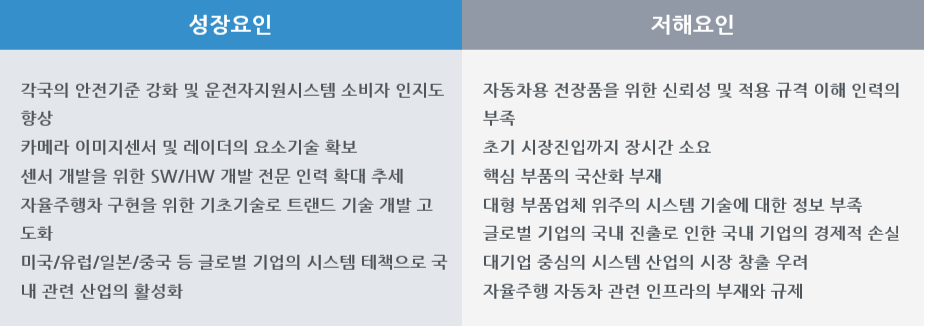 성장요인
저해요인
각국의 안전기준 강화 및 운전자지원시스템 소비자 인지도
향상
카메라 이미지센서 및 레이더의 요소기술 확보
센서 개발을 위한 SW/HW 개발 전문 인력 확대 추세
자율주행차 구현을 위한 기초기술로 트랜드 기술 개발 고
도화
미국/유럽/일본/중국 등 글로벌 기업의 시스템 테책으로 국
내 관련 산업의 활성화
자동차용 전장품을 위한 신뢰성 및 적용 규격 이해 인력의
부족
초기 시장진입까지 장시간 소요
핵심 부품의 국산화 부재
대형 부품업체 위주의 시스템 기술에 대한 정보 부족
글로벌 기업의 국내 진출로 인한 국내 기업의 경제적 손실
대기업 중심의 시스템 산업의 시장 창출 우려
자율주행 자동차 관련 인프라의 부재와 규제